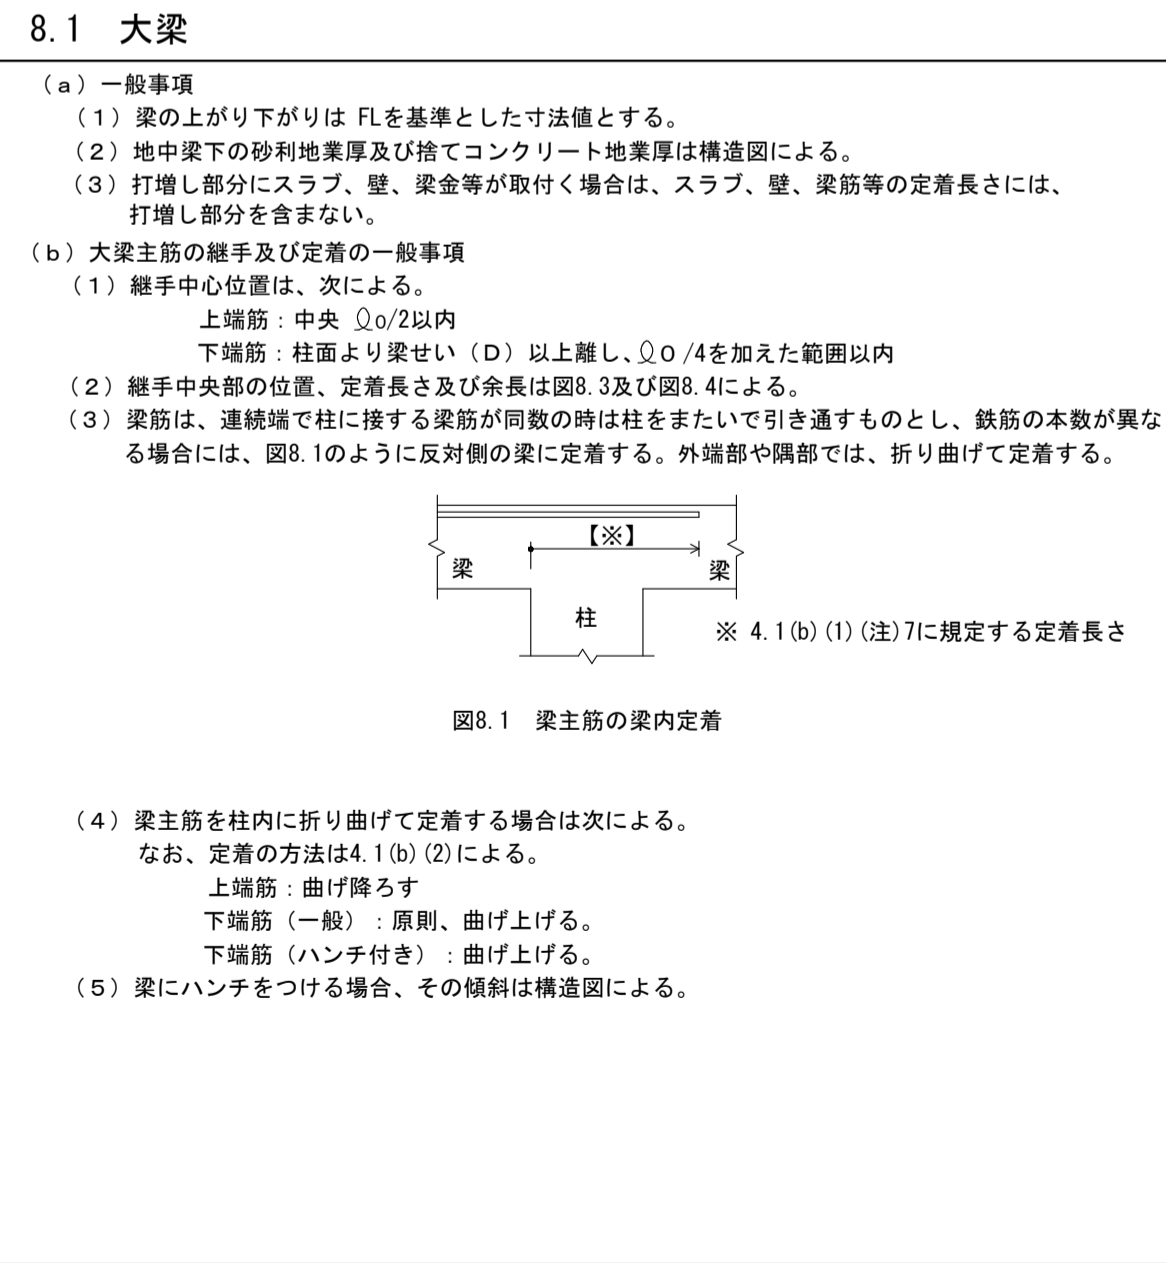 8.1 大梁
（a）一般事項
（1）梁の上がり下がりは FLを基準とした寸法値とする。
（2）地中梁下の砂利地業厚及び捨てコンクリート地業厚は構造図による。
（3）打増し部分にスラブ、壁、梁金等が取付く場合は、スラブ、壁、梁筋等の定着長さには、
打増し部分を含まない。
（b）大梁主筋の継手及び定着の一般事項
（1）継手中心位置は、次による。
上端筋：中央 ℓo/2以内
下端筋：柱面より梁せい（D）以上離し、ℓo/4を加えた範囲以内
（2）継手中央部の位置、定着長さ及び余長は図8.3及び図8.4による。
（3）梁筋は、連続端で柱に接する梁筋が同数の時は柱をまたいで引き通すものとし、鉄筋の本数が異な
る場合には、図8.1のように反対側の梁に定着する。外端部や隅部では、折り曲げて定着する。
【※】
梁
梁
柱
※ 4.1(b)(1)(注)7に規定する定着長さ
図8.1 梁主筋の梁内定着
（4）梁主筋を柱内に折り曲げて定着する場合は次による。
なお、定着の方法は4.1(b)(2)による。
上端筋：曲げ降ろす
下端筋（一般）：原則、曲げ上げる。
下端筋（ハンチ付き）：曲げ上げる。
（5）梁にハンチをつける場合、その傾斜は構造図による。